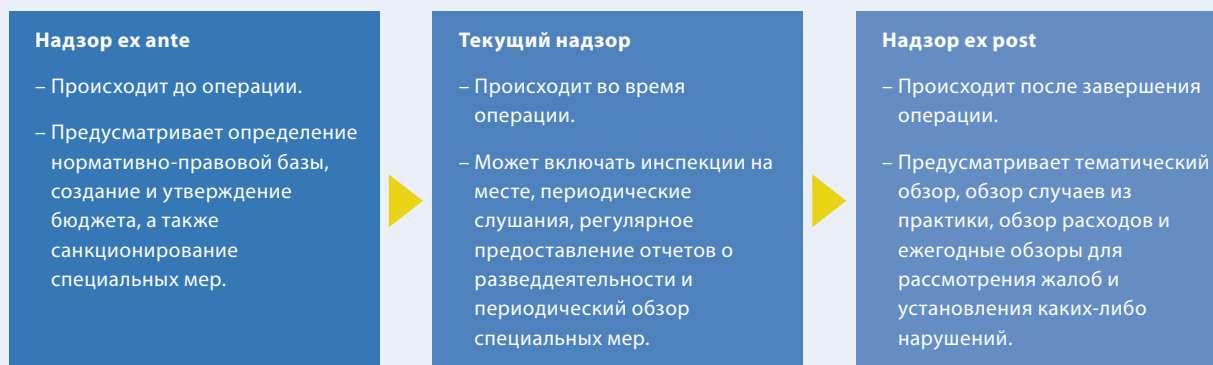 Надзор ex ante
– Происходит до операции.
– Предусматривает определение
нормативно-правовой базы,
создание и утверждение
бюджета, а также
санкционирование
специальных мер.
Текущий надзор
– Происходит во время
операции.
– Может включать инспекции на
месте, периодические
слушания, регулярное
предоставление отчетов о
разведдеятельности и
периодический обзор
специальных мер.
Надзор ex post
– Происходит после завершения
операции.
– Предусматривает тематический
обзор, обзор случаев из
практики, обзор расходов и
ежегодные обзоры для
рассмотрения жалоб и
установления каких-либо
нарушений.